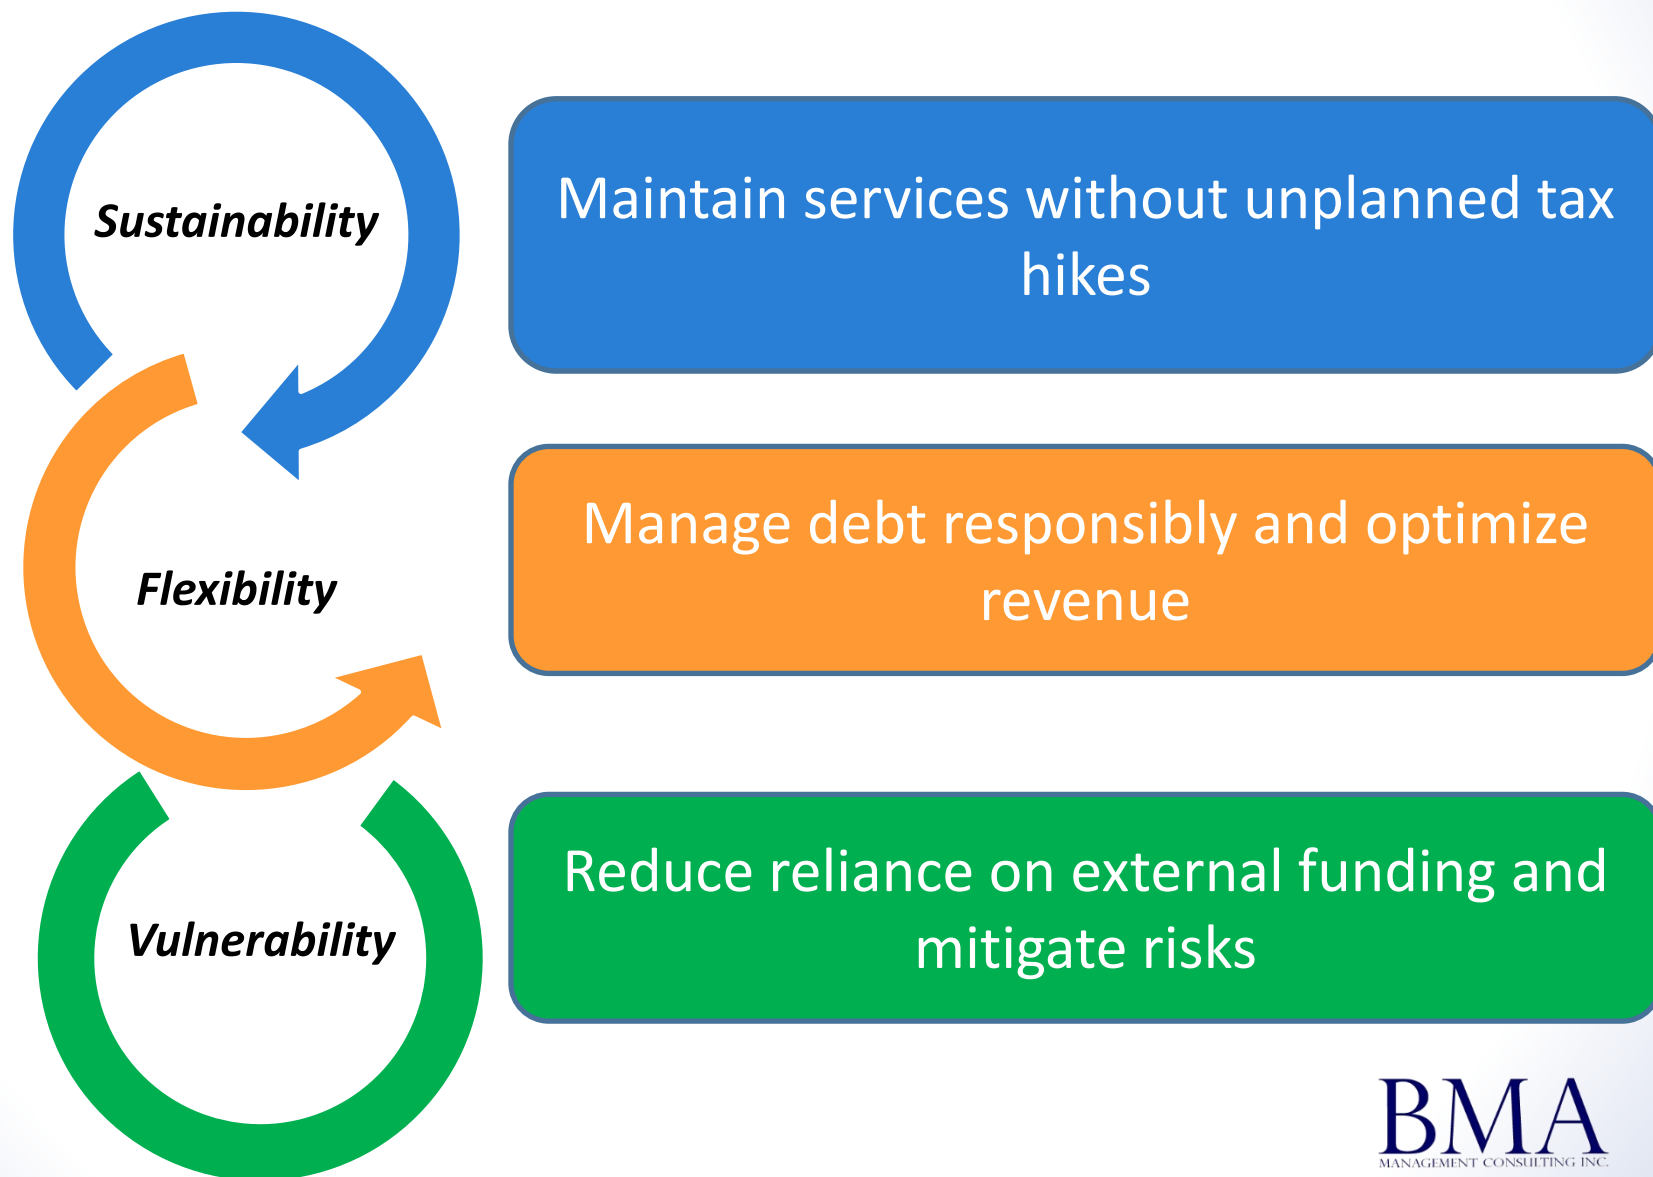 Sustainability
Maintain services without unplanned tax
hikes
Flexibility
Manage debt responsibly and optimize
revenue
Vulnerability
Reduce reliance on external funding and
mitigate risks
BMA
MANAGEMENT CONSULTING INC.